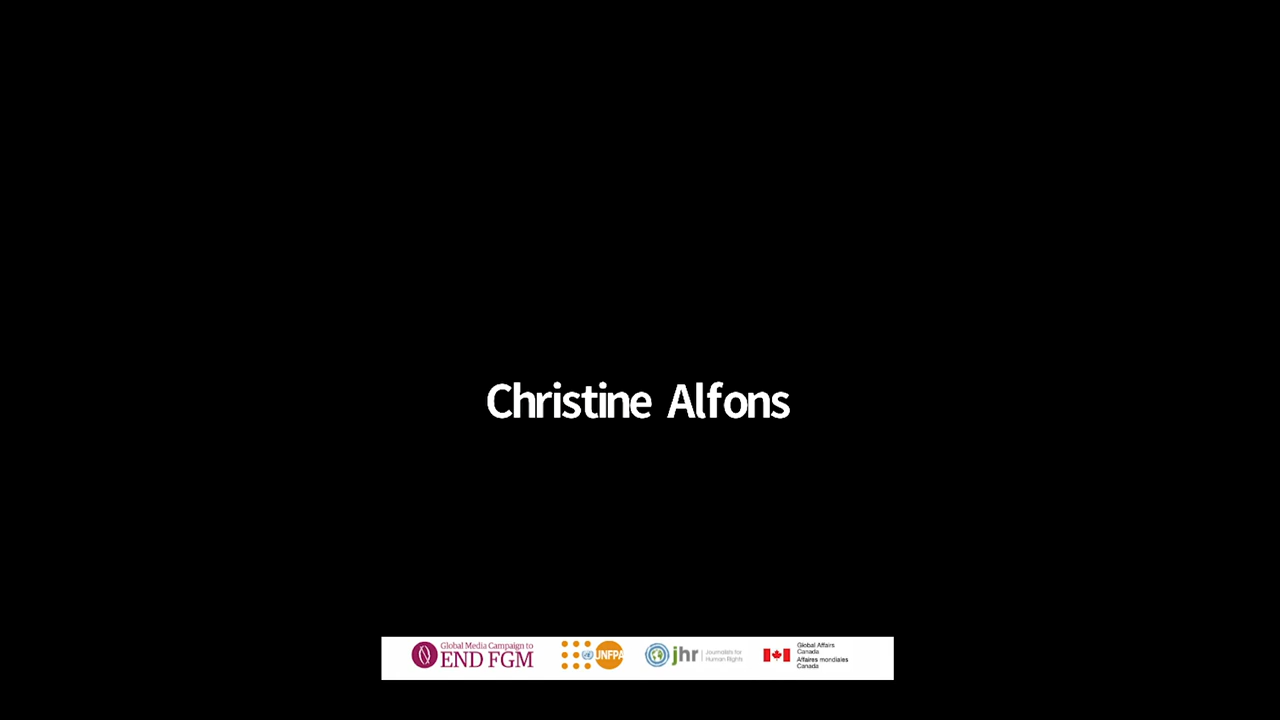 Christine Alfons
Global Media Campaign to
END FGM
UNFPA
jhr
Journalists for
Human Rights
Global Affairs
Canada
Affaires mondiales
Canada